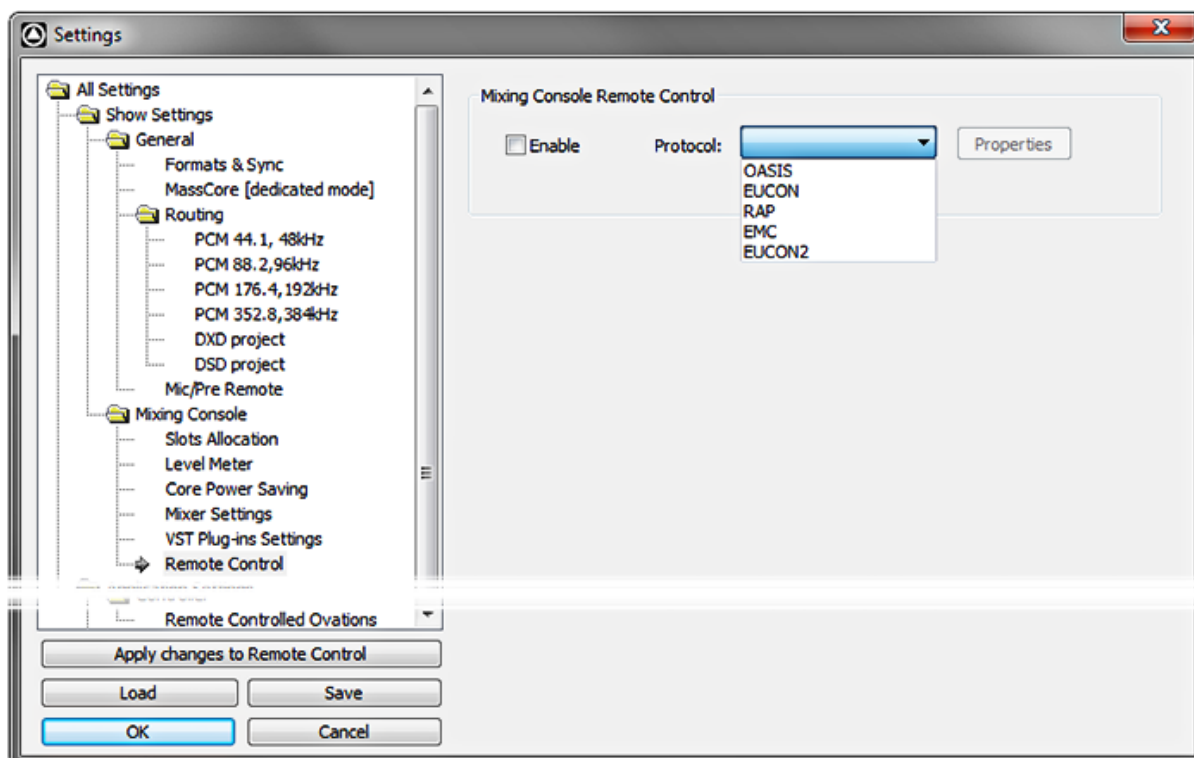 Settings
All Settings
Show Settings
General
Formats & Sync
MassCore [dedicated mode]
Routing
PCM 44.1, 48kHz
PCM 88.2,96kHz
PCM 176.4,192kHz
PCM 352.8,384kHz
DXD project
DSD project
Mic/Pre Remote
Mixing Console
Slots Allocation
Level Meter
Core Power Saving
Mixer Settings
VST Plug-ins Settings
Remote Control
Remote Controlled Ovations
Apply changes to Remote Control
Load Save
OK Cancel
Mixing Console Remote Control
Enable Protocol: Properties
OASIS
EUCON
RAP
EMC
EUCON2